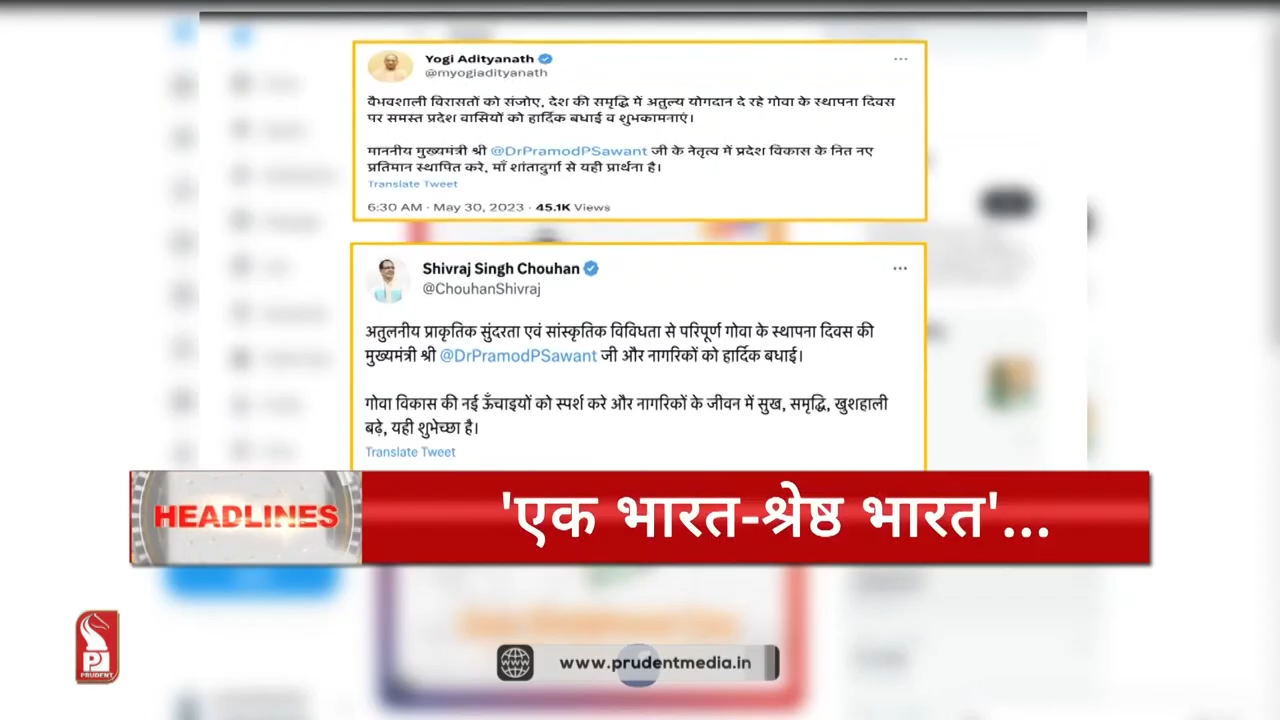 Yogi Adityanath
@myogiadityanath
वैभवशाली विरासतों को संजोए, देश की समृद्धि में अतुल्य योगदान दे रहे गोवा के स्थापना दिवस
पर समस्त प्रदेश वासियों को हार्दिक बधाई व शुभकामनाएं।
माननीय मुख्यमंत्री श्री @DrPramodPSawant जी के नेतृत्व में प्रदेश विकास के नित नए
प्रतिमान स्थापित करे, माँ शांतादुर्गा से यही प्रार्थना है।
Translate Tweet
6:30 AM · May 30, 2023 · 45.1K Views
Shivraj Singh Chouhan
@ChouhanShivraj
अतुलनीय प्राकृतिक सुंदरता एवं सांस्कृतिक विविधता से परिपूर्ण गोवा के स्थापना दिवस की
मुख्यमंत्री श्री @DrPramodPSawant जी और नागरिकों को हार्दिक बधाई।
गोवा विकास की नई ऊँचाइयों को स्पर्श करे और नागरिकों के जीवन में सुख, समृद्धि, खुशहाली
बढ़े, यही शुभेच्छा है।
Translate Tweet
HEADLINES
'एक भारत-श्रेष्ठ भारत'...
PRUDENT
www.prudentmedia.in